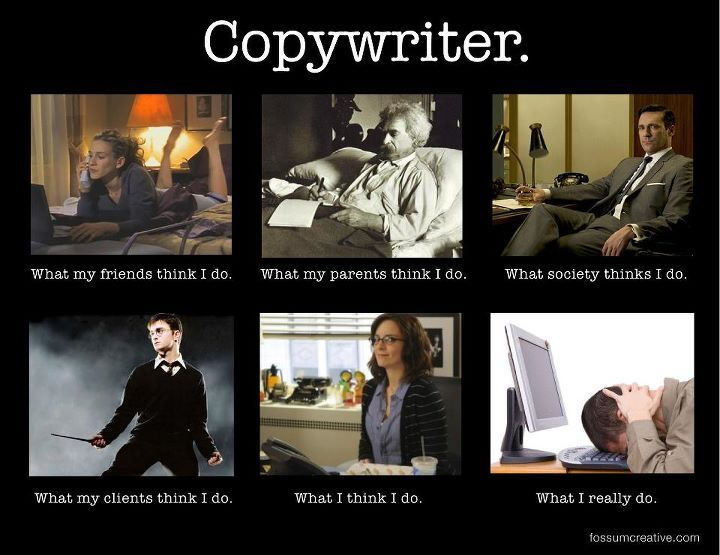 Copywriter.
What my friends think I do.
What my parents think I do.
What society thinks I do.
What my clients think I do.
What I think I do.
What I really do.
fossumcreative.com